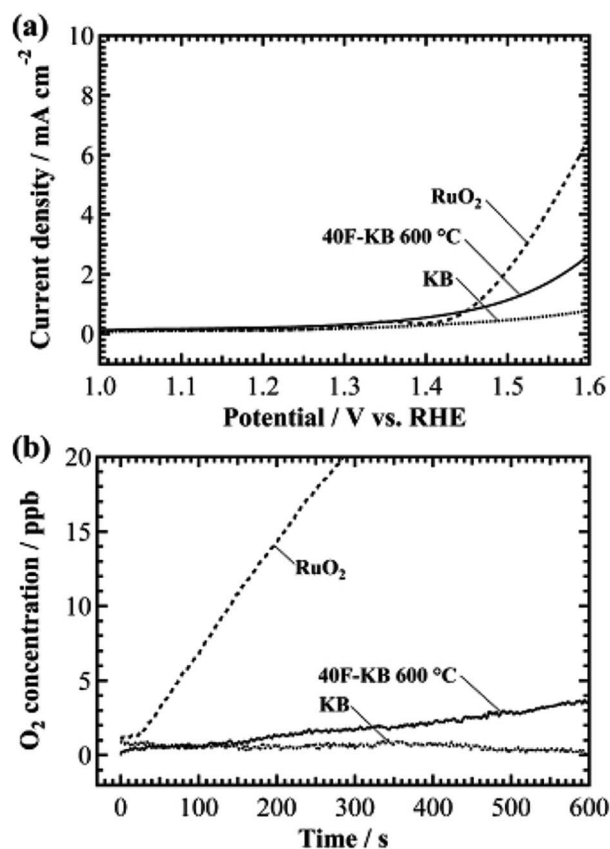 (a)
10
8
6
4
2
0
Current density / mA cm⁻²
RuO₂
40F-KB 600 °C
KB
1.0 1.1 1.2 1.3 1.4 1.5 1.6
Potential / V vs. RHE
(b)
20
15
10
5
0
O₂ concentration / ppb
RuO₂
40F-KB 600 °C
KB
0 100 200 300 400 500 600
Time / s